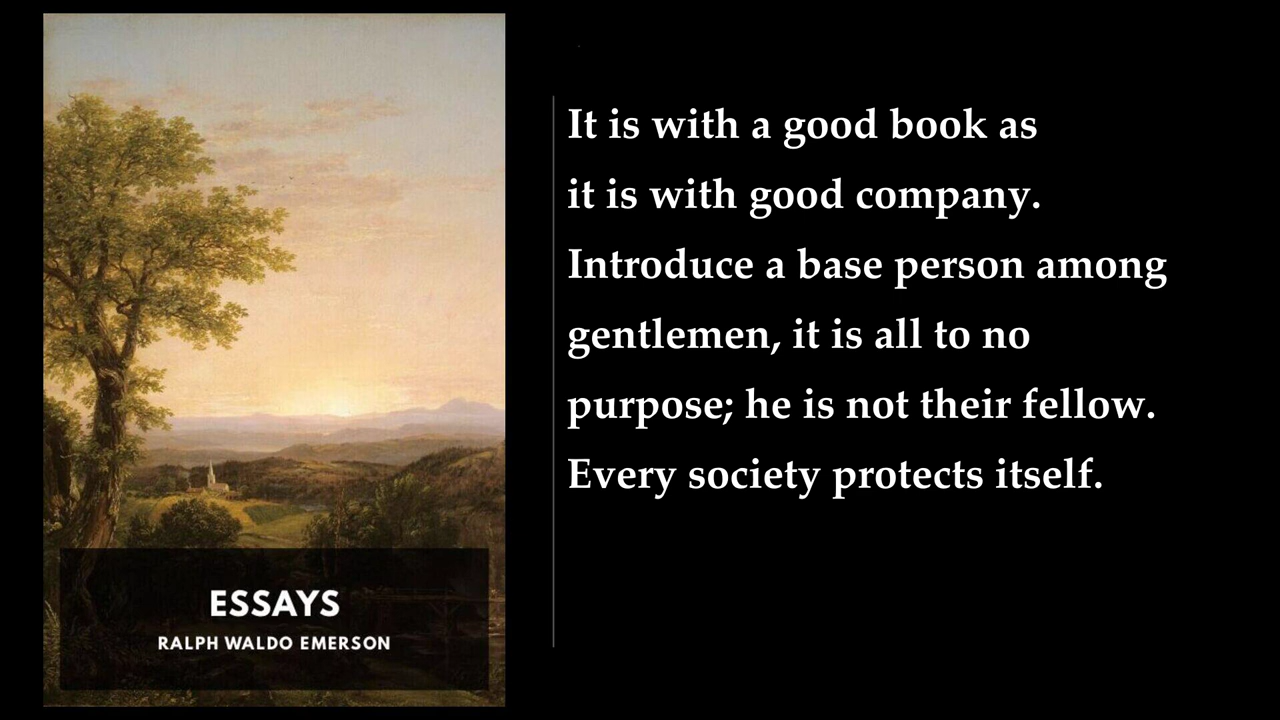 ESSAYS
RALPH WALDO EMERSON
It is with a good book as
it is with good company.
Introduce a base person among
gentlemen, it is all to no
purpose; he is not their fellow.
Every society protects itself.